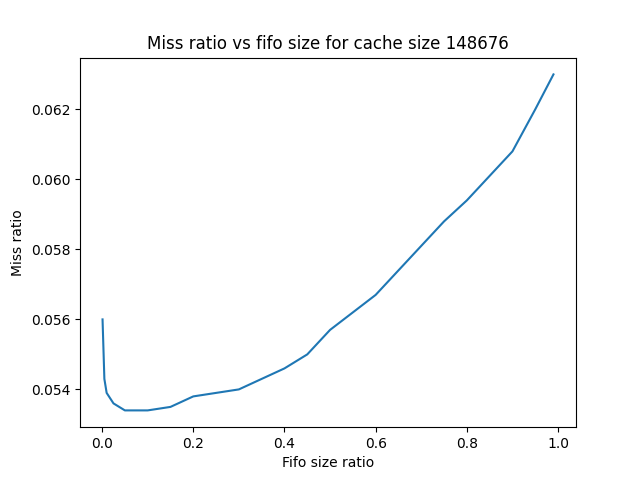 Miss ratio vs fifo size for cache size 148676
0.062
0.060
0.058
0.056
0.054
Miss ratio
0.0 0.2 0.4 0.6 0.8 1.0
Fifo size ratio